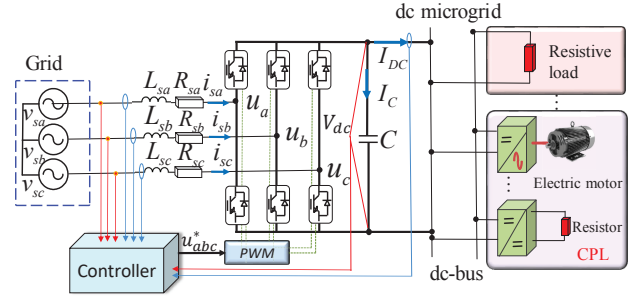 Grid
v_sa
v_sb
v_sc
L_sa R_sa i_sa
L_sb R_sb i_sb
L_sc R_sc i_sc
u_a
u_b
u_c
V_dc
I_DC
I_C
C
dc microgrid
dc-bus
Resistive
load
Electric motor
Resistor
CPL
Controller
u*_abc
PWM